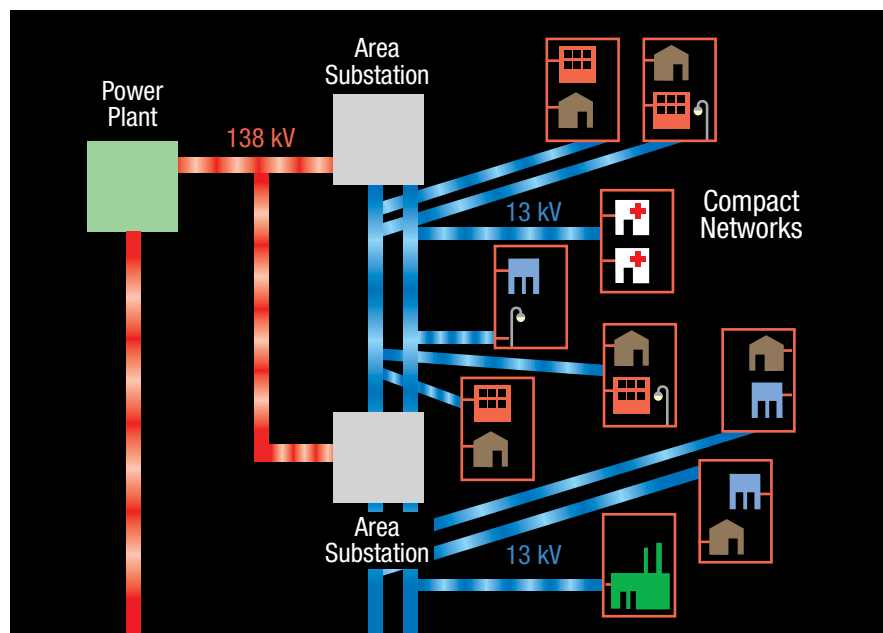 Area
Substation
Power
Plant
138 kV
13 kV
Compact
Networks
Area
Substation
13 kV